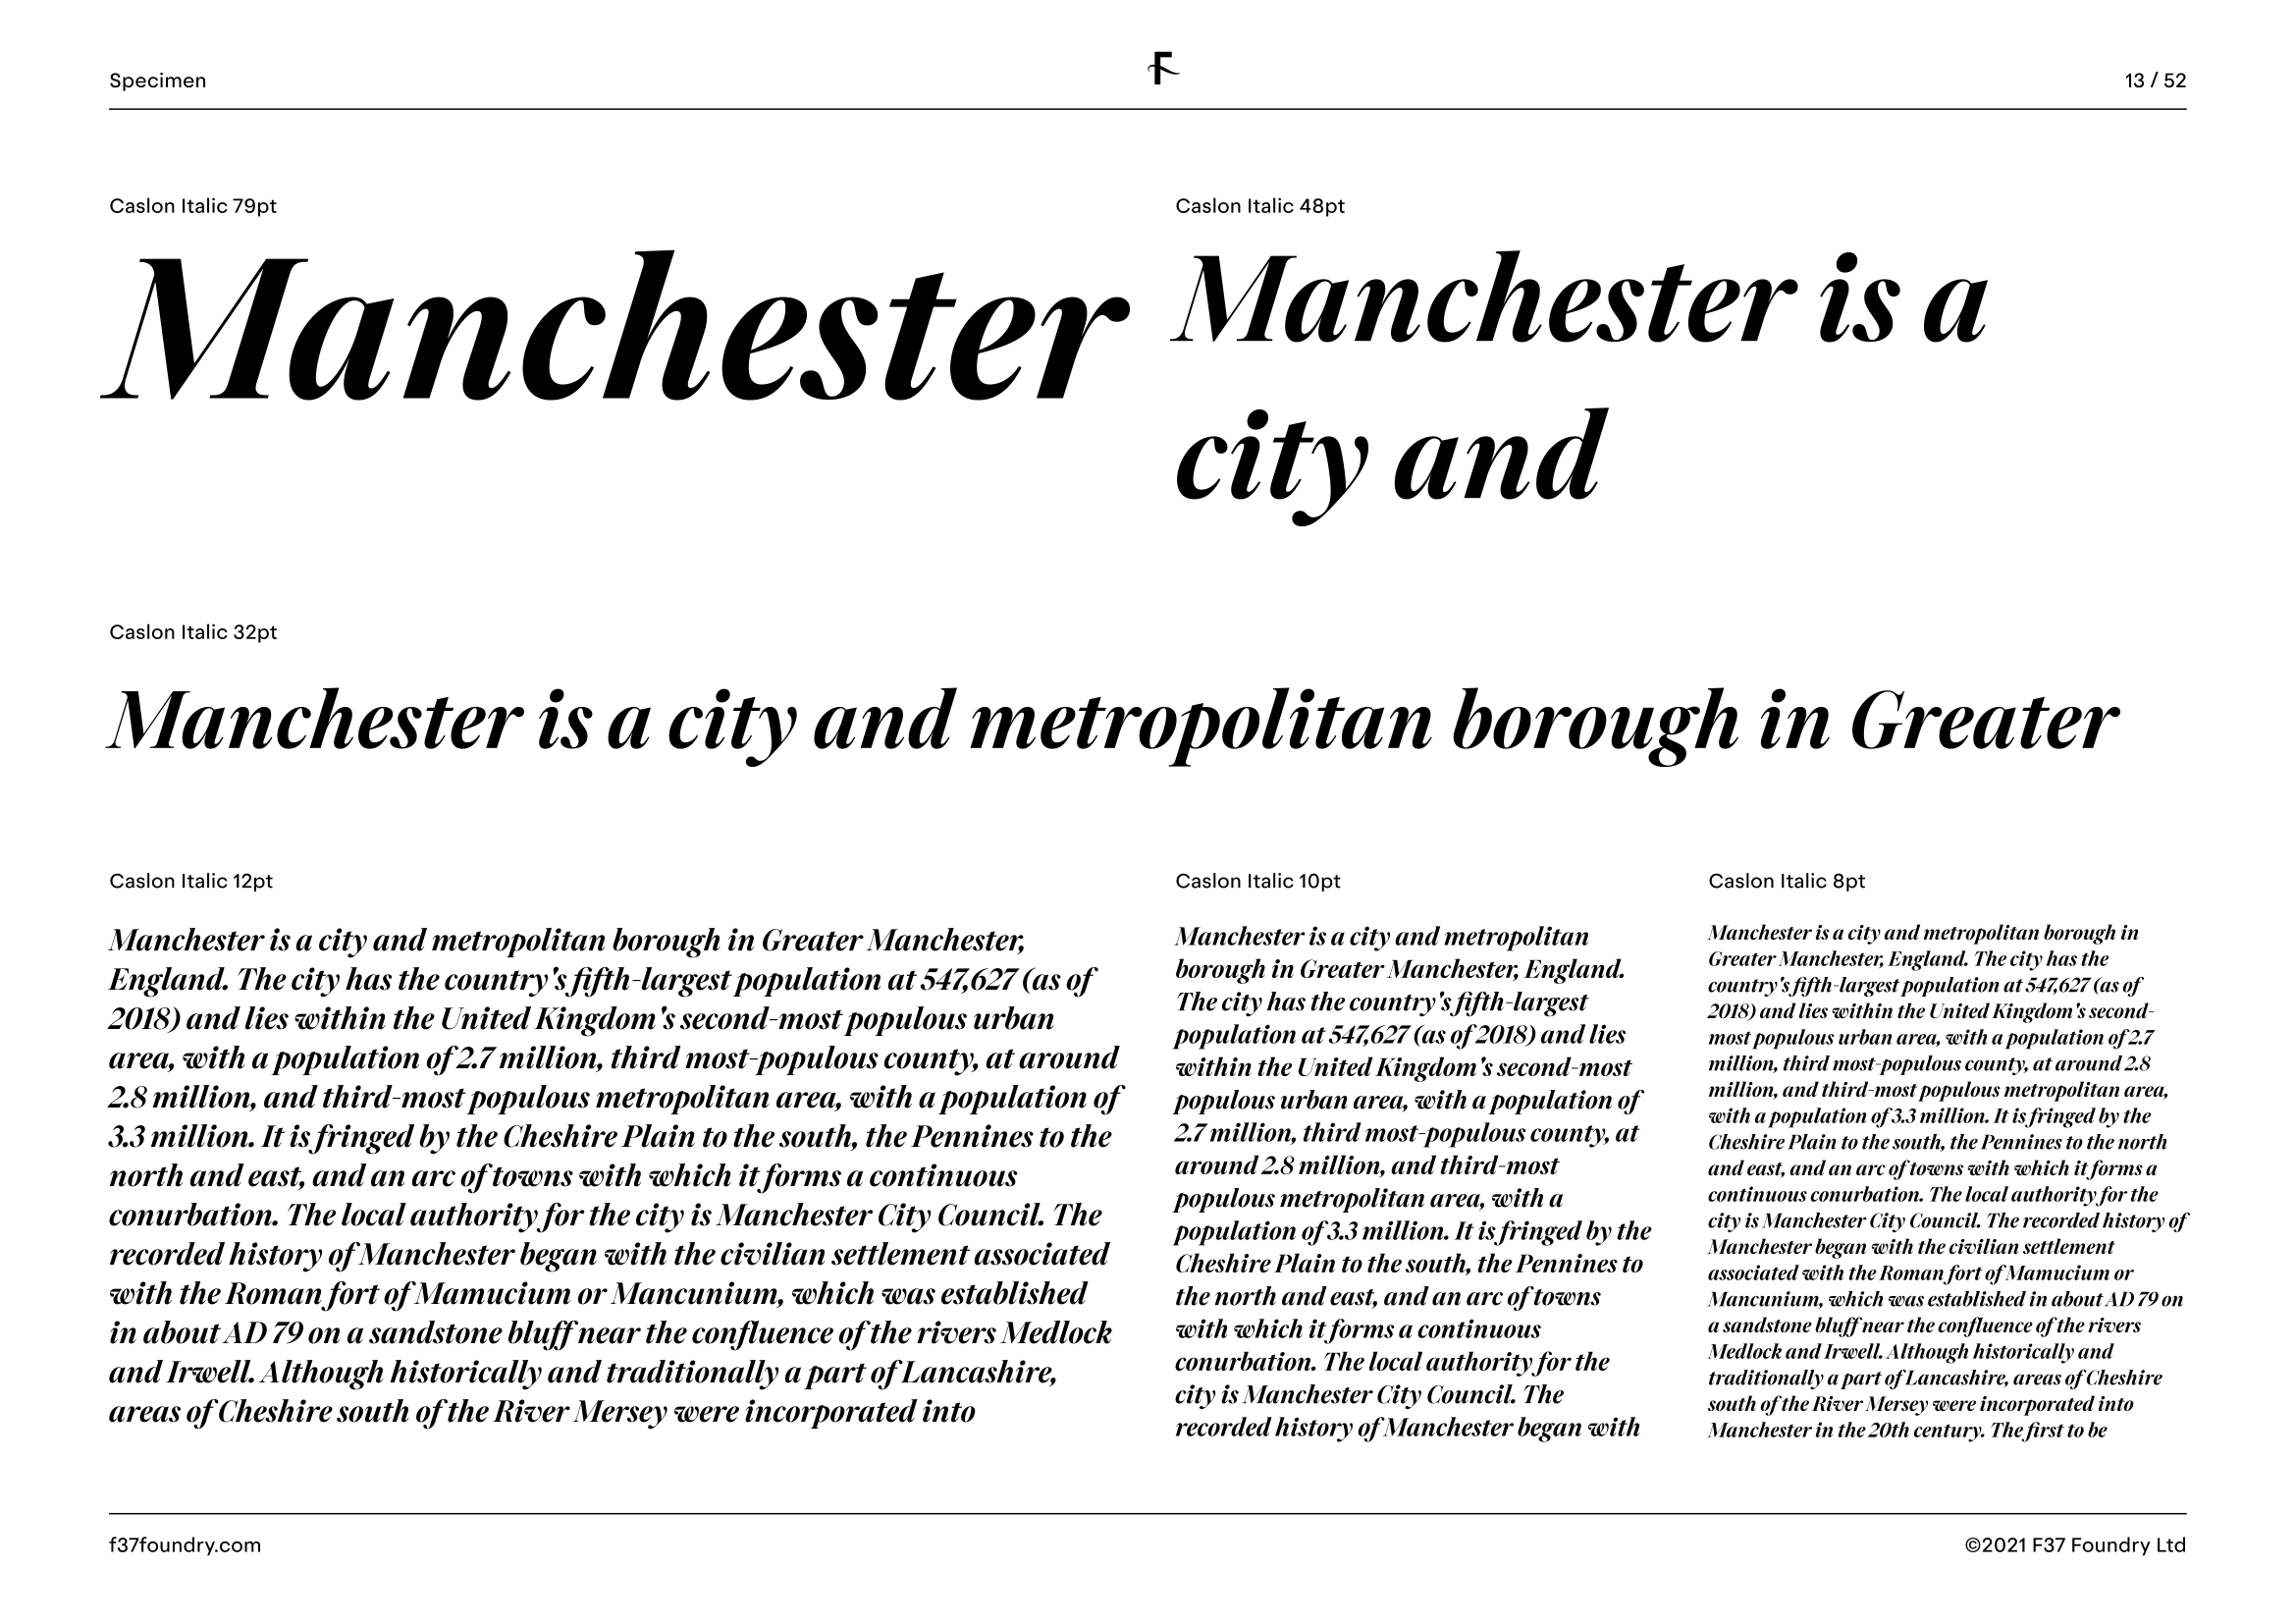 Specimen
F
13 / 52
Caslon Italic 79pt
Manchester
Caslon Italic 48pt
Manchester is a
city and
Caslon Italic 32pt
Manchester is a city and metropolitan borough in Greater
Caslon Italic 12pt
Manchester is a city and metropolitan borough in Greater Manchester,
England. The city has the country's fifth-largest population at 547,627 (as of
2018) and lies within the United Kingdom's second-most populous urban
area, with a population of 2.7 million, third most-populous county, at around
2.8 million, and third-most populous metropolitan area, with a population of
3.3 million. It is fringed by the Cheshire Plain to the south, the Pennines to the
north and east, and an arc of towns with which it forms a continuous
conurbation. The local authority for the city is Manchester City Council. The
recorded history of Manchester began with the civilian settlement associated
with the Roman fort of Mamucium or Mancunium, which was established
in about AD 79 on a sandstone bluff near the confluence of the rivers Medlock
and Irwell. Although historically and traditionally a part of Lancashire,
areas of Cheshire south of the River Mersey were incorporated into
Caslon Italic 10pt
Manchester is a city and metropolitan
borough in Greater Manchester, England.
The city has the country's fifth-largest
population at 547,627 (as of 2018) and lies
within the United Kingdom's second-most
populous urban area, with a population of
2.7 million, third most-populous county, at
around 2.8 million, and third-most
populous metropolitan area, with a
population of 3.3 million. It is fringed by the
Cheshire Plain to the south, the Pennines to
the north and east, and an arc of towns
with which it forms a continuous
conurbation. The local authority for the
city is Manchester City Council. The
recorded history of Manchester began with
Caslon Italic 8pt
Manchester is a city and metropolitan borough in
Greater Manchester, England. The city has the
country's fifth-largest population at 547,627 (as of
2018) and lies within the United Kingdom's second-
most populous urban area, with a population of 2.7
million, third most-populous county, at around 2.8
million, and third-most populous metropolitan area,
with a population of 3.3 million. It is fringed by the
Cheshire Plain to the south, the Pennines to the north
and east, and an arc of towns with which it forms a
continuous conurbation. The local authority for the
city is Manchester City Council. The recorded history of
Manchester began with the civilian settlement
associated with the Roman fort of Mamucium or
Mancunium, which was established in about AD 79 on
a sandstone bluff near the confluence of the rivers
Medlock and Irwell. Although historically and
traditionally a part of Lancashire, areas of Cheshire
south of the River Mersey were incorporated into
Manchester in the 20th century. The first to be
f37foundry.com
©2021 F37 Foundry Ltd